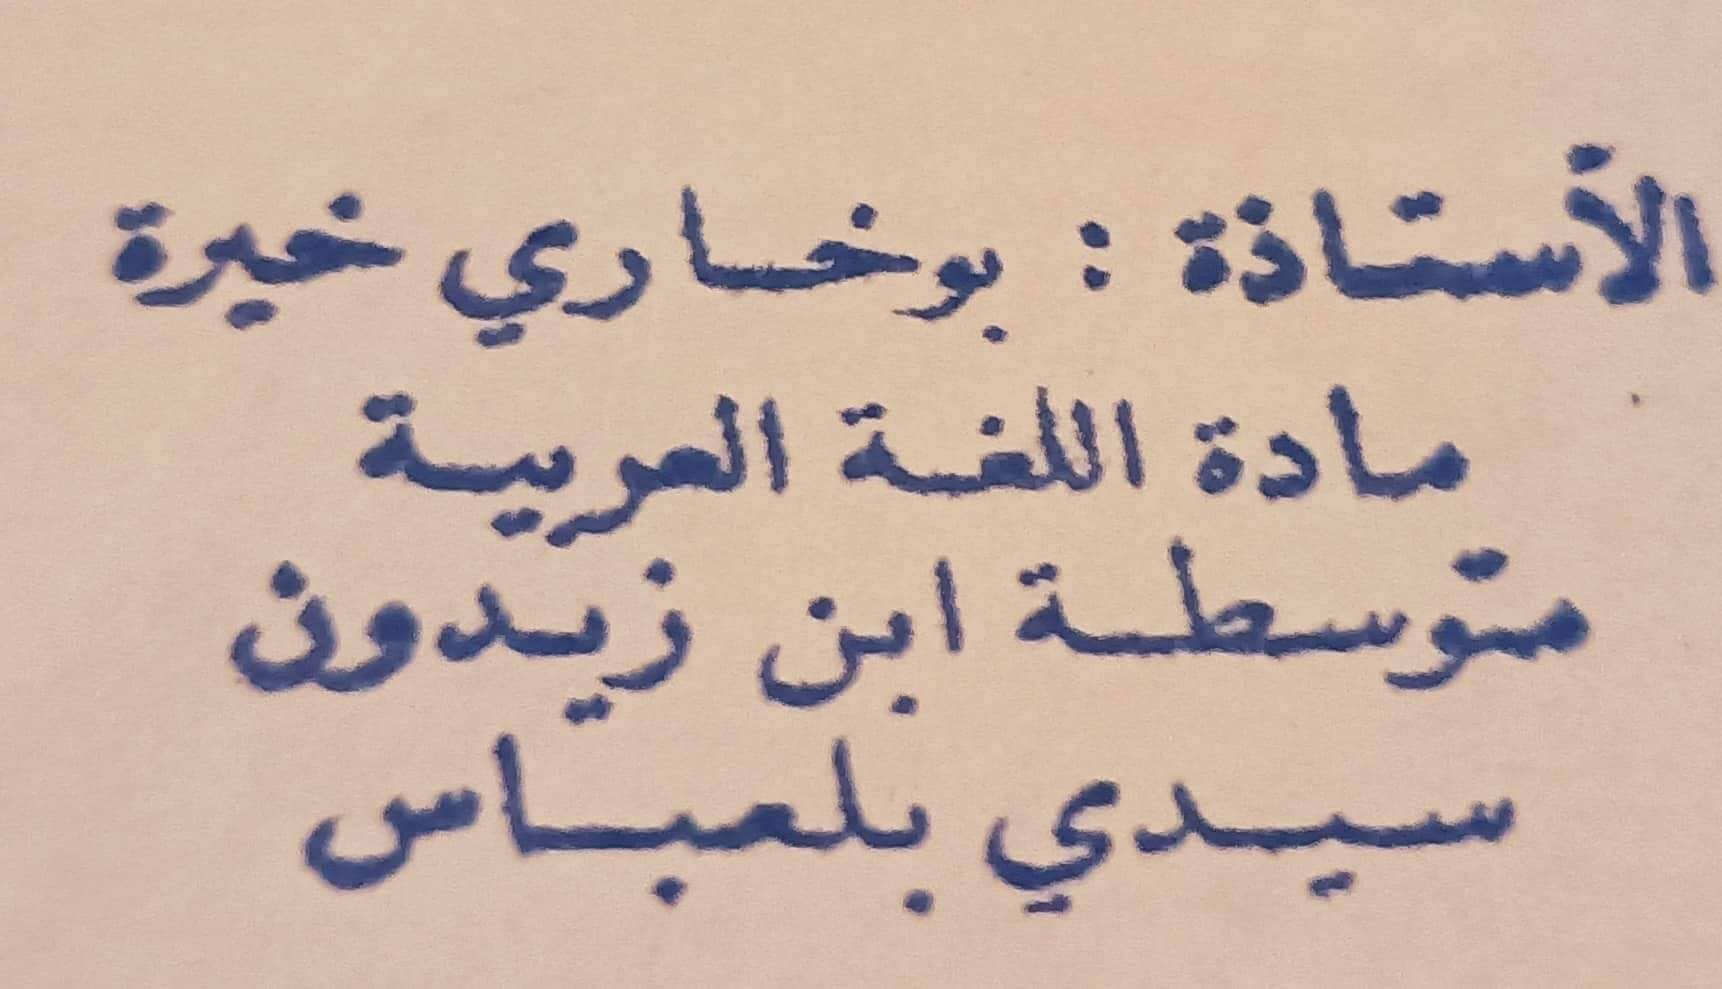 الأستاذة : بوخاري خيرة
مادة اللغة العربية
متوسطة ابن زيدون
سيدي بلعباس